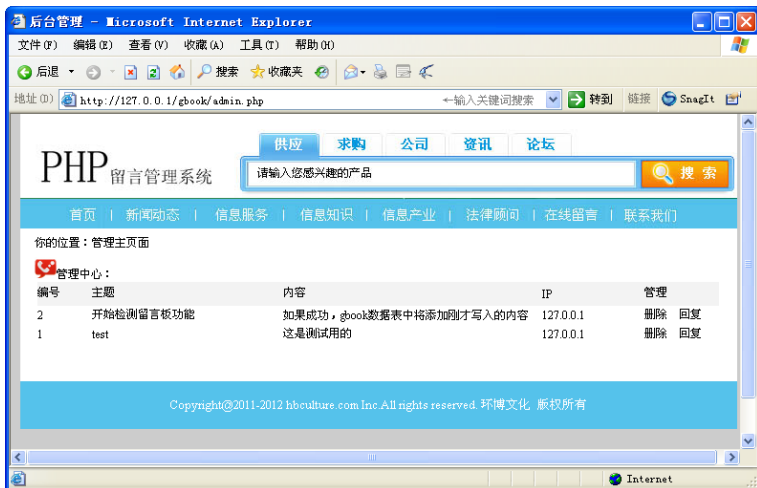 后台管理 - Microsoft Internet Explorer
文件(F) 编辑(E) 查看(V) 收藏(A) 工具(T) 帮助(H)
后退 搜索 收藏夹
地址(D) http://127.0.0.1/gbook/admin.php ←输入关键词搜索 转到 链接 SnagIt
供应 求购 公司 资讯 论坛
PHP留言管理系统 请输入您感兴趣的产品 搜索
首页 | 新闻动态 | 信息服务 | 信息知识 | 信息产业 | 法律顾问 | 在线留言 | 联系我们
你的位置：管理主页面
管理中心：
编号 主题 内容 IP 管理
2 开始检测留言板功能 如果成功，gbook数据表中将添加刚才写入的内容 127.0.0.1 删除 回复
1 test 这是测试用的 127.0.0.1 删除 回复
Copyright@2011-2012 hbculture.com Inc.All rights reserved. 环博文化 版权所有
Internet